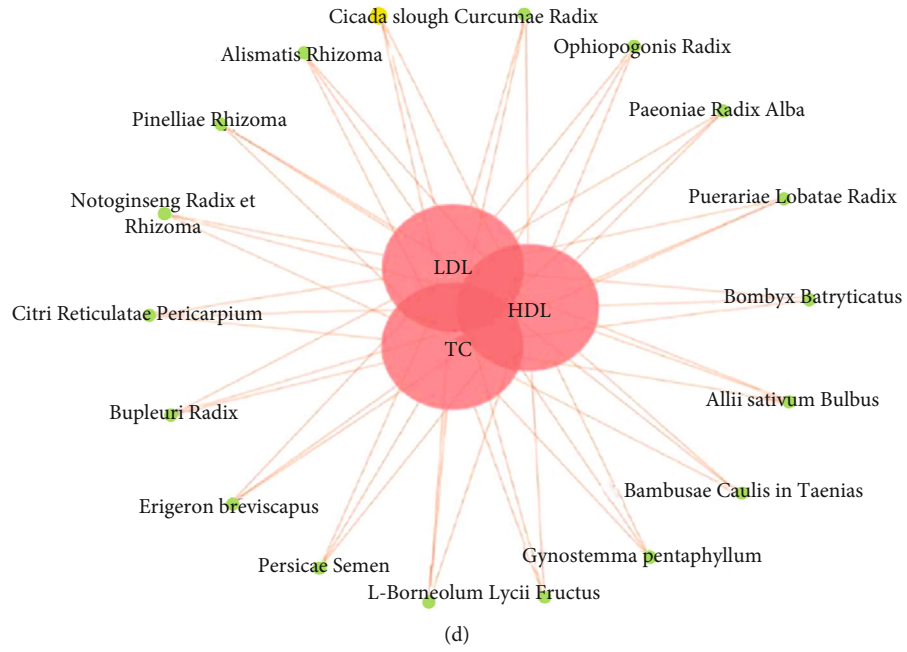 Cicada slough Curcumae Radix
Alismatis Rhizoma
Ophiopogonis Radix
Pinelliae Rhizoma
Paeoniae Radix Alba
Notoginseng Radix et
Rhizoma
Puerariae Lobatae Radix
LDL
HDL
TC
Citri Reticulatae Pericarpium
Bombyx Batryticatus
Bupleuri Radix
Allii sativum Bulbus
Erigeron breviscapus
Bambusae Caulis in Taenias
Persicae Semen
Gynostemma pentaphyllum
L-Borneolum Lycii Fructus
(d)